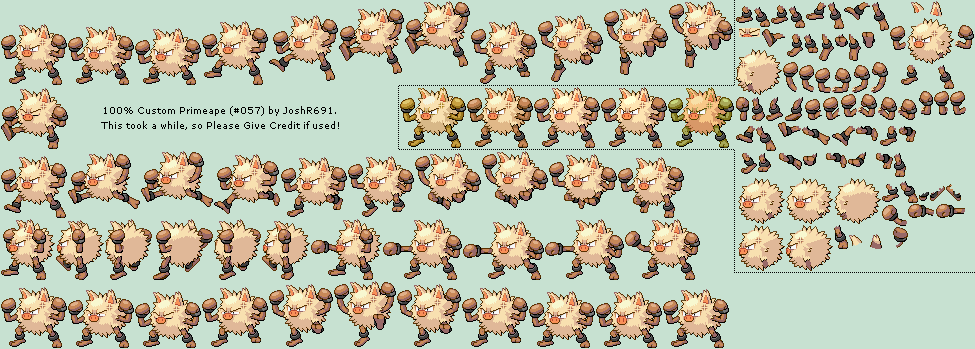 100% Custom Primeape (#057) by JoshR691.
This took a while, so Please Give Credit if used!